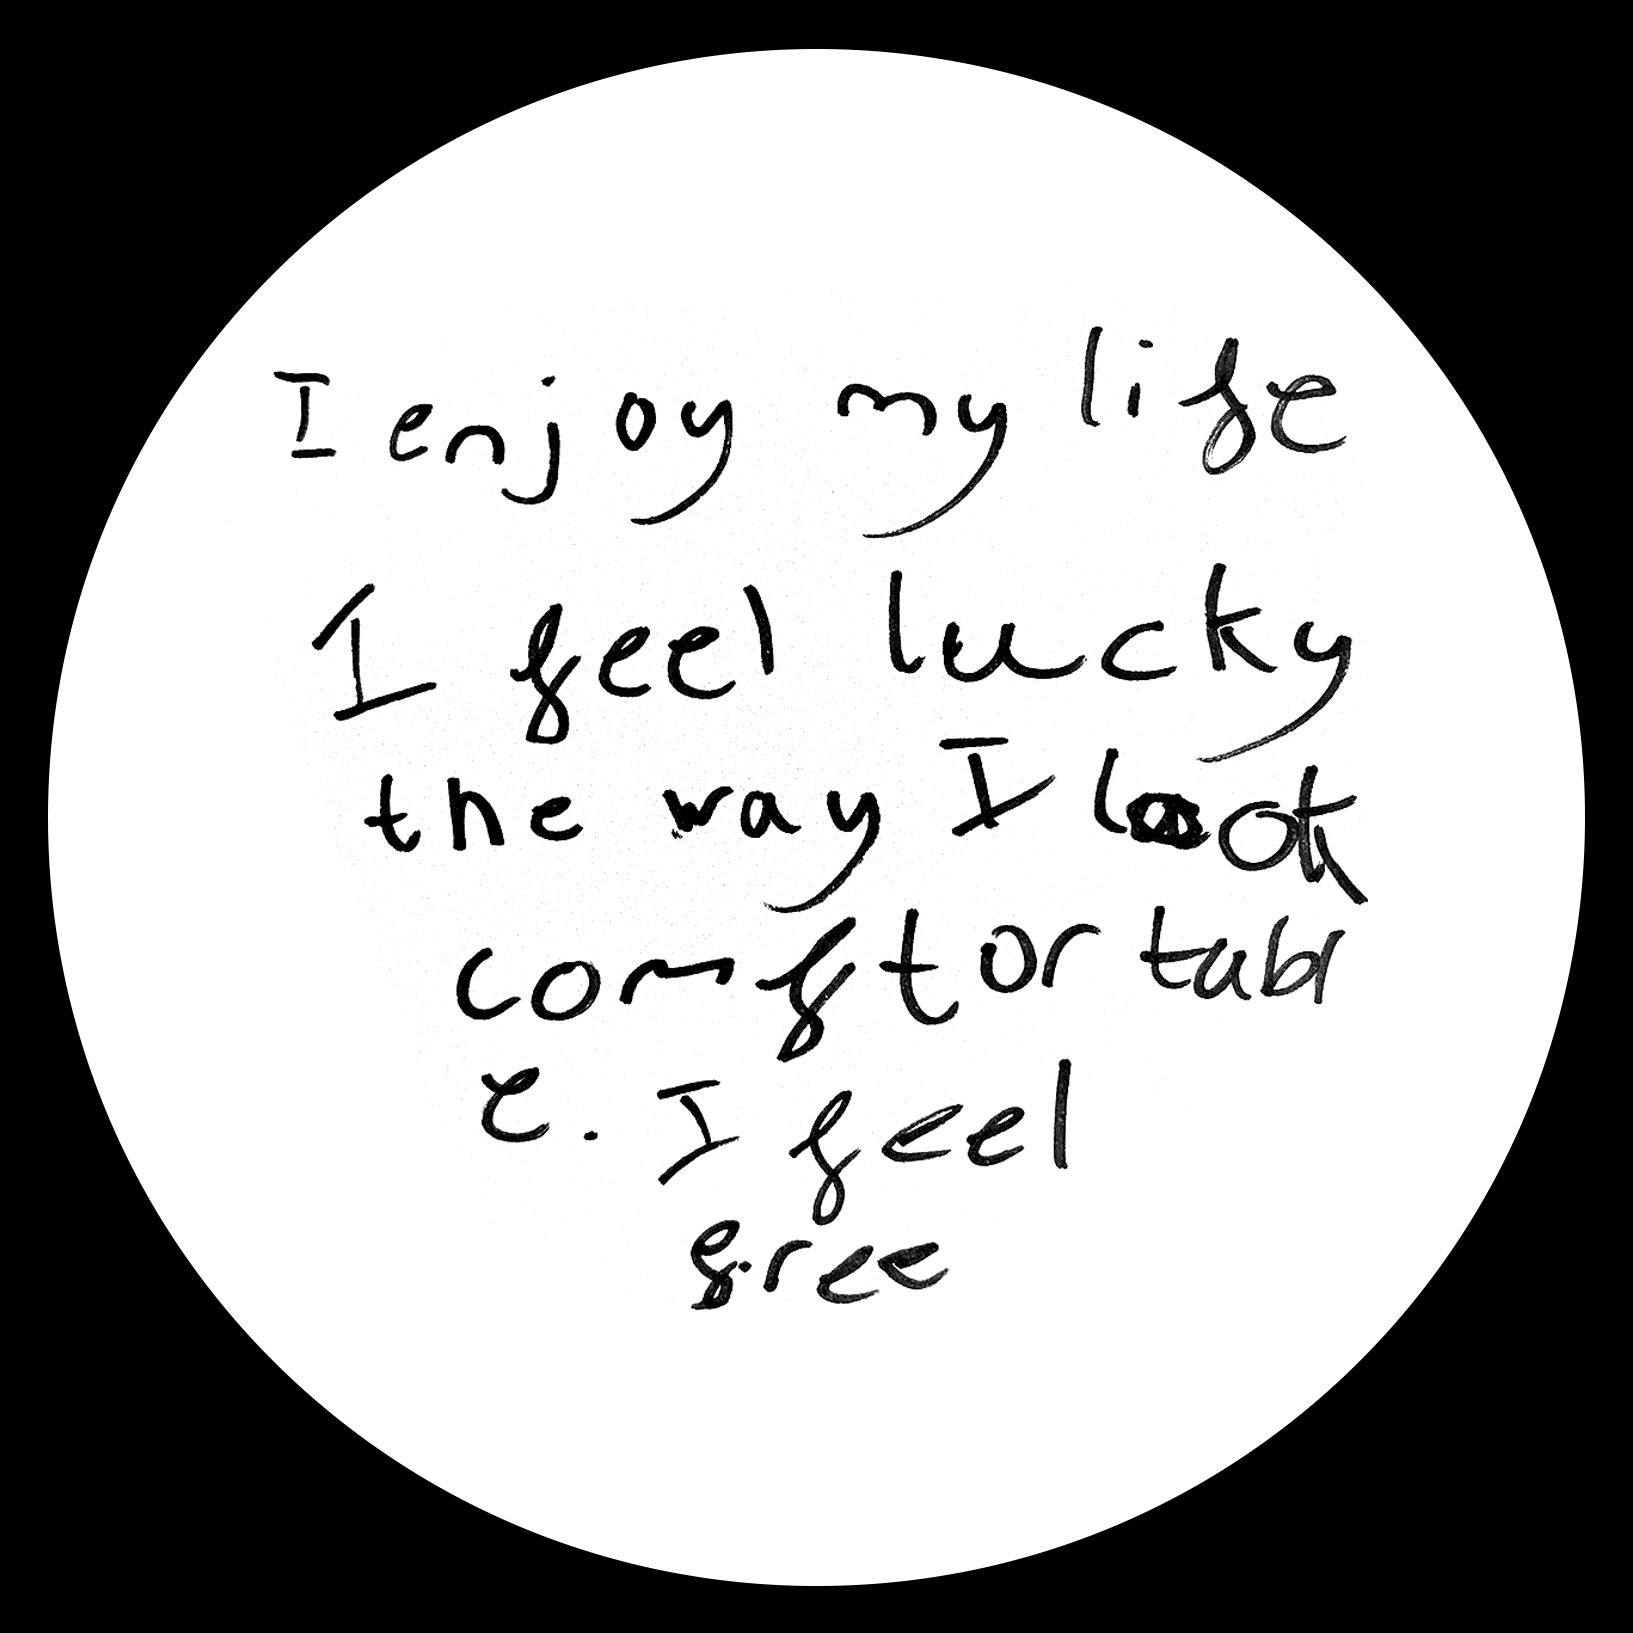 I enjoy my life
I feel lucky
the way I look
comftortabl
e. I feel
free